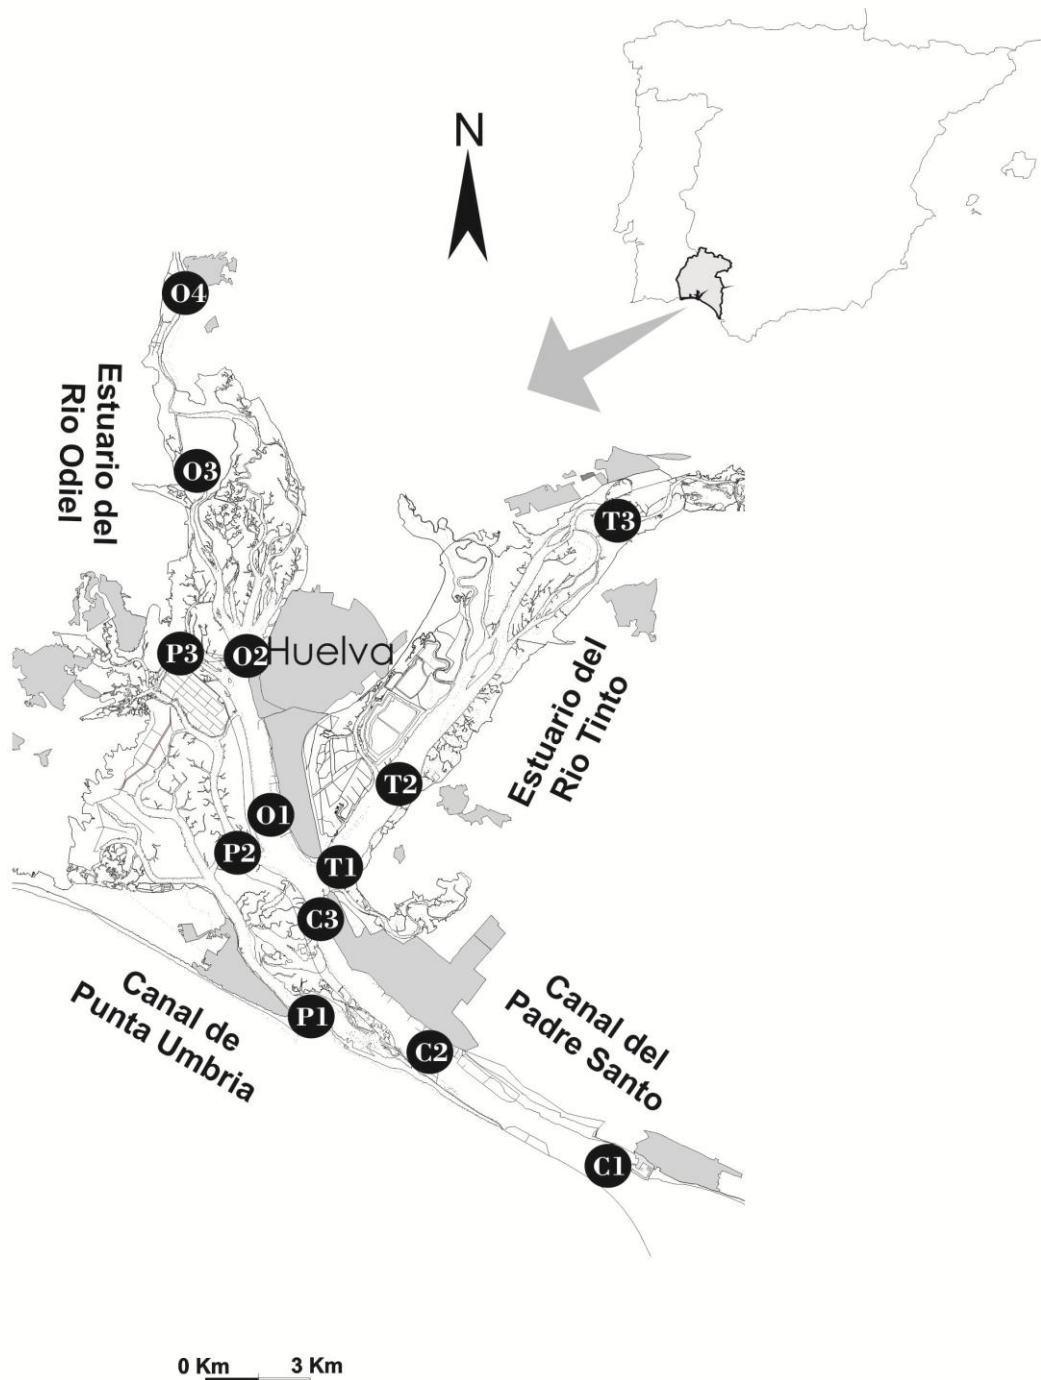 N
O4
Estuario del
Rio Odiel
O3
T3
P3
O2
Huelva
Estuario del
Rio Tinto
T2
O1
P2
T1
C3
Canal de
Punta Umbria
P1
Canal del
Padre Santo
C2
C1
0 Km 3 Km